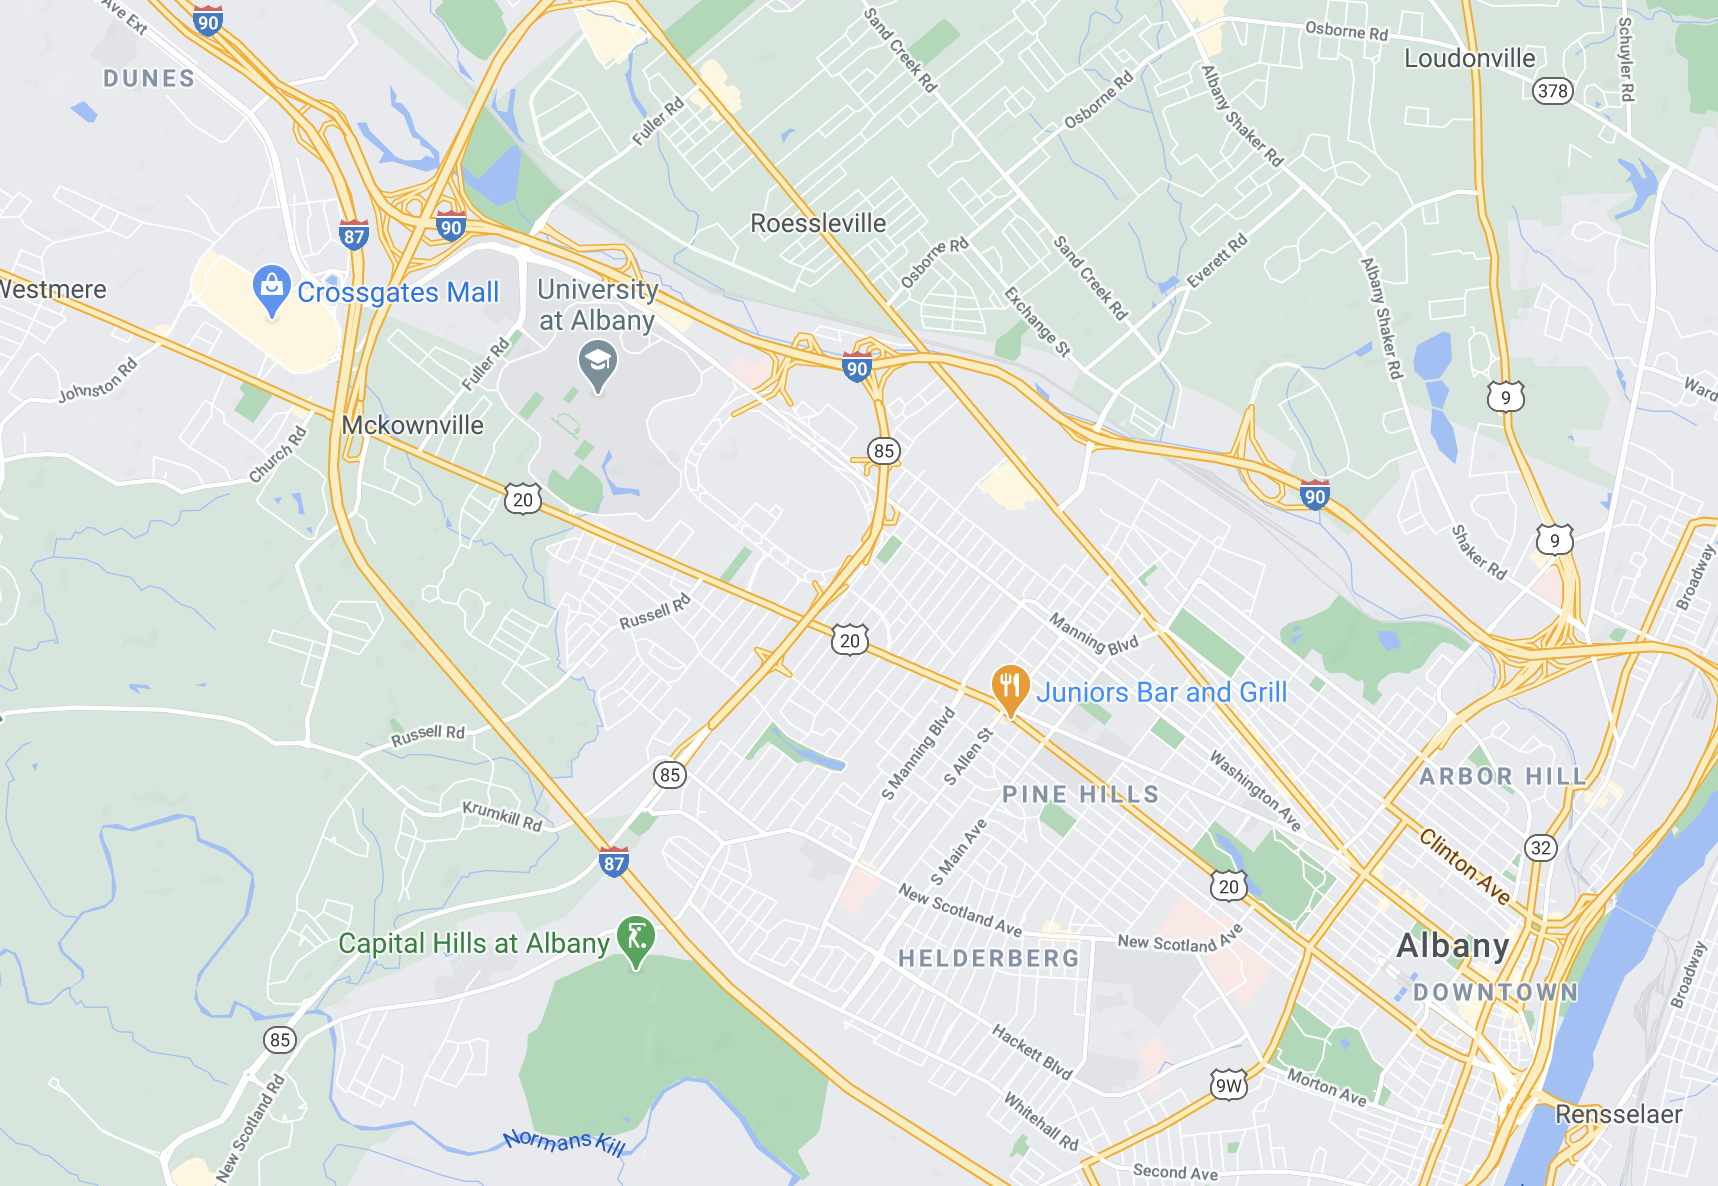 90
Ave Ext
DUNES
Sand Creek Rd
Osborne Rd
Loudonville
Schuyler Rd
378
Fuller Rd
Osborne Rd
Albany Shaker Rd
87
90
Roessleville
Osborne Rd
Sand Creek Rd
Everett Rd
Albany Shaker Rd
Westmere
Crossgates Mall
University
at Albany
Exchange St
Johnston Rd
Fuller Rd
90
9
Ward
Mckownville
Church Rd
85
20
90
9
Shaker Rd
Broadway
Russell Rd
20
Manning Blvd
Juniors Bar and Grill
Russell Rd
S Manning Blvd
S Allen St
85
PINE HILLS
Washington Ave
ARBOR HILL
Krumkill Rd
S Main Ave
32
Clinton Ave
87
20
New Scotland Ave
New Scotland Ave
Capital Hills at Albany
HELDERBERG
Albany
DOWNTOWN
Broadway
85
Hackett Blvd
New Scotland Rd
9W
Morton Ave
Whitehall Rd
Rensselaer
Normans Kill
Second Ave